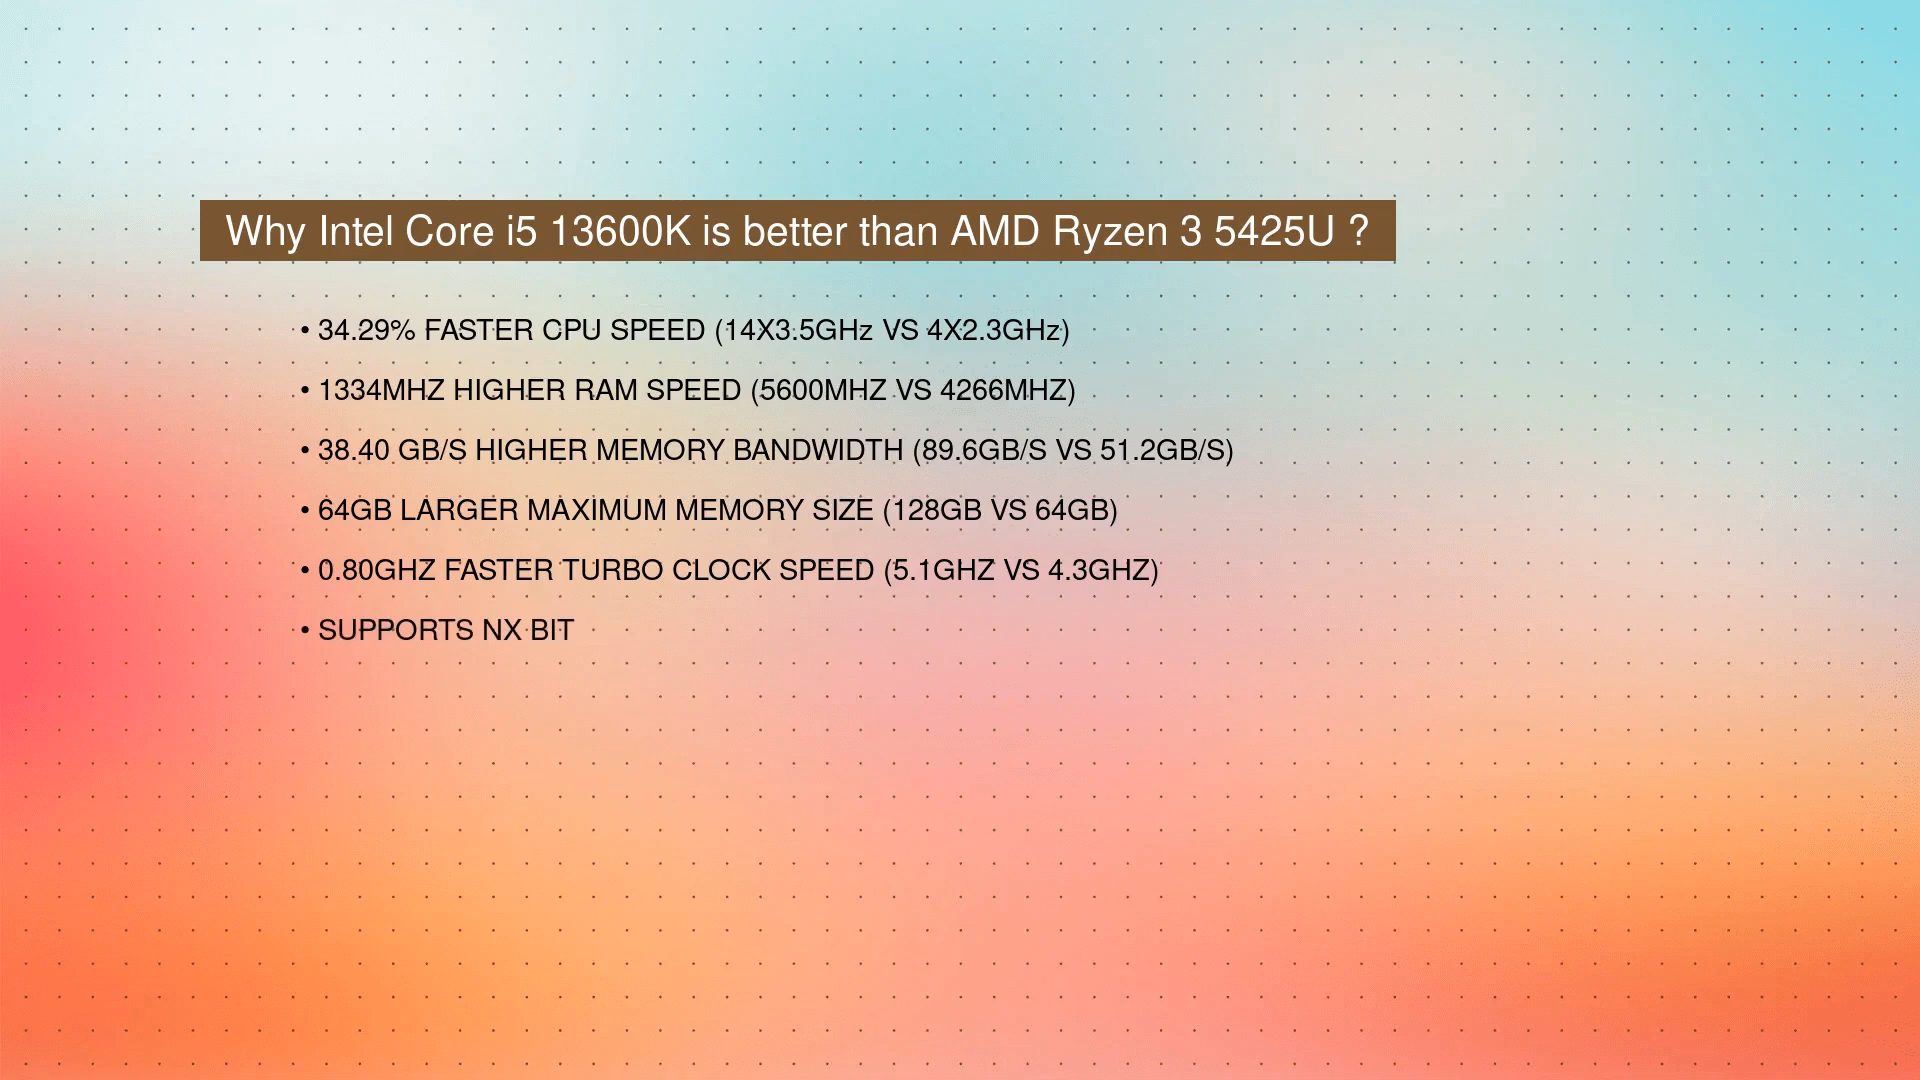 Why Intel Core i5 13600K is better than AMD Ryzen 3 5425U ?
• 34.29% FASTER CPU SPEED (14X3.5GHz VS 4X2.3GHz)
• 1334MHZ HIGHER RAM SPEED (5600MHZ VS 4266MHZ)
• 38.40 GB/S HIGHER MEMORY BANDWIDTH (89.6GB/S VS 51.2GB/S)
• 64GB LARGER MAXIMUM MEMORY SIZE (128GB VS 64GB)
• 0.80GHZ FASTER TURBO CLOCK SPEED (5.1GHZ VS 4.3GHZ)
• SUPPORTS NX BIT